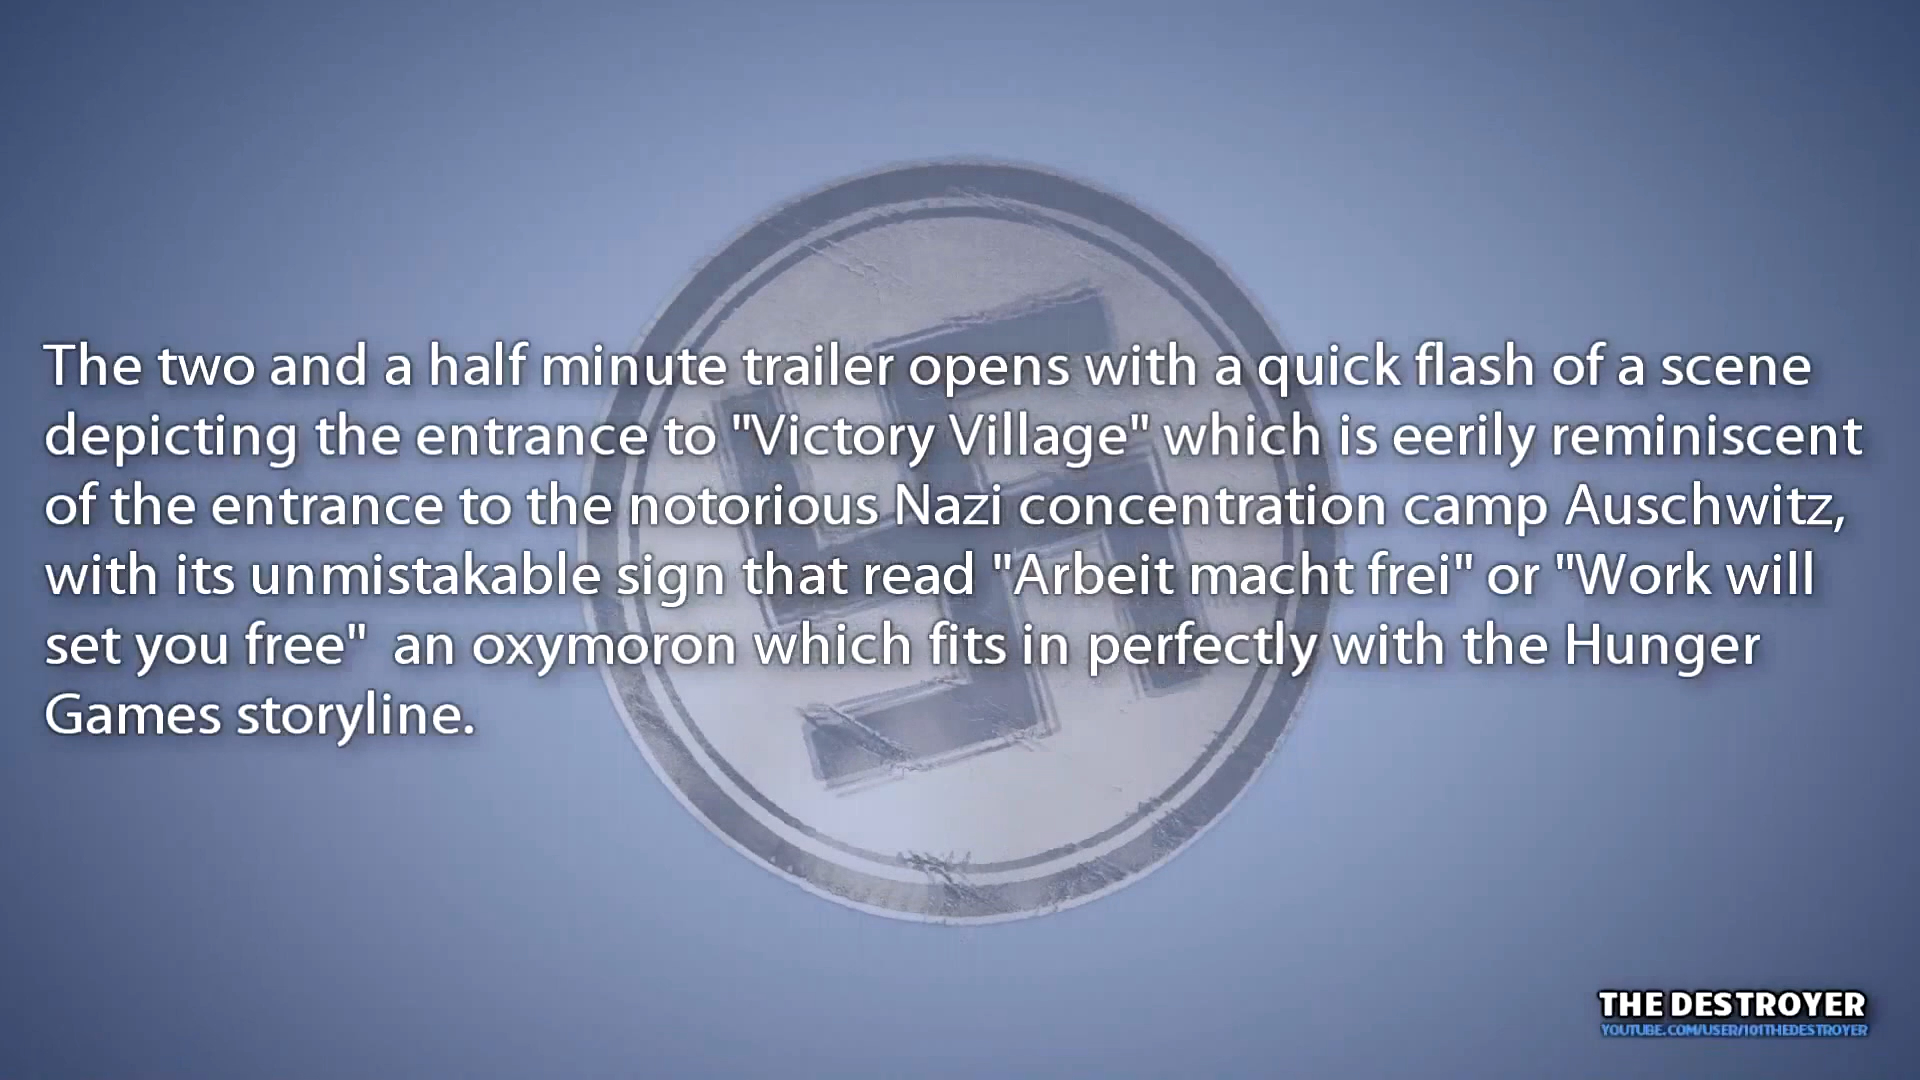 The two and a half minute trailer opens with a quick flash of a scene
depicting the entrance to "Victory Village" which is eerily reminiscent
of the entrance to the notorious Nazi concentration camp Auschwitz,
with its unmistakable sign that read "Arbeit macht frei" or "Work will
set you free"  an oxymoron which fits in perfectly with the Hunger
Games storyline.
THE DESTROYER
YOUTUBE.COM/USER/101THEDESTROYER